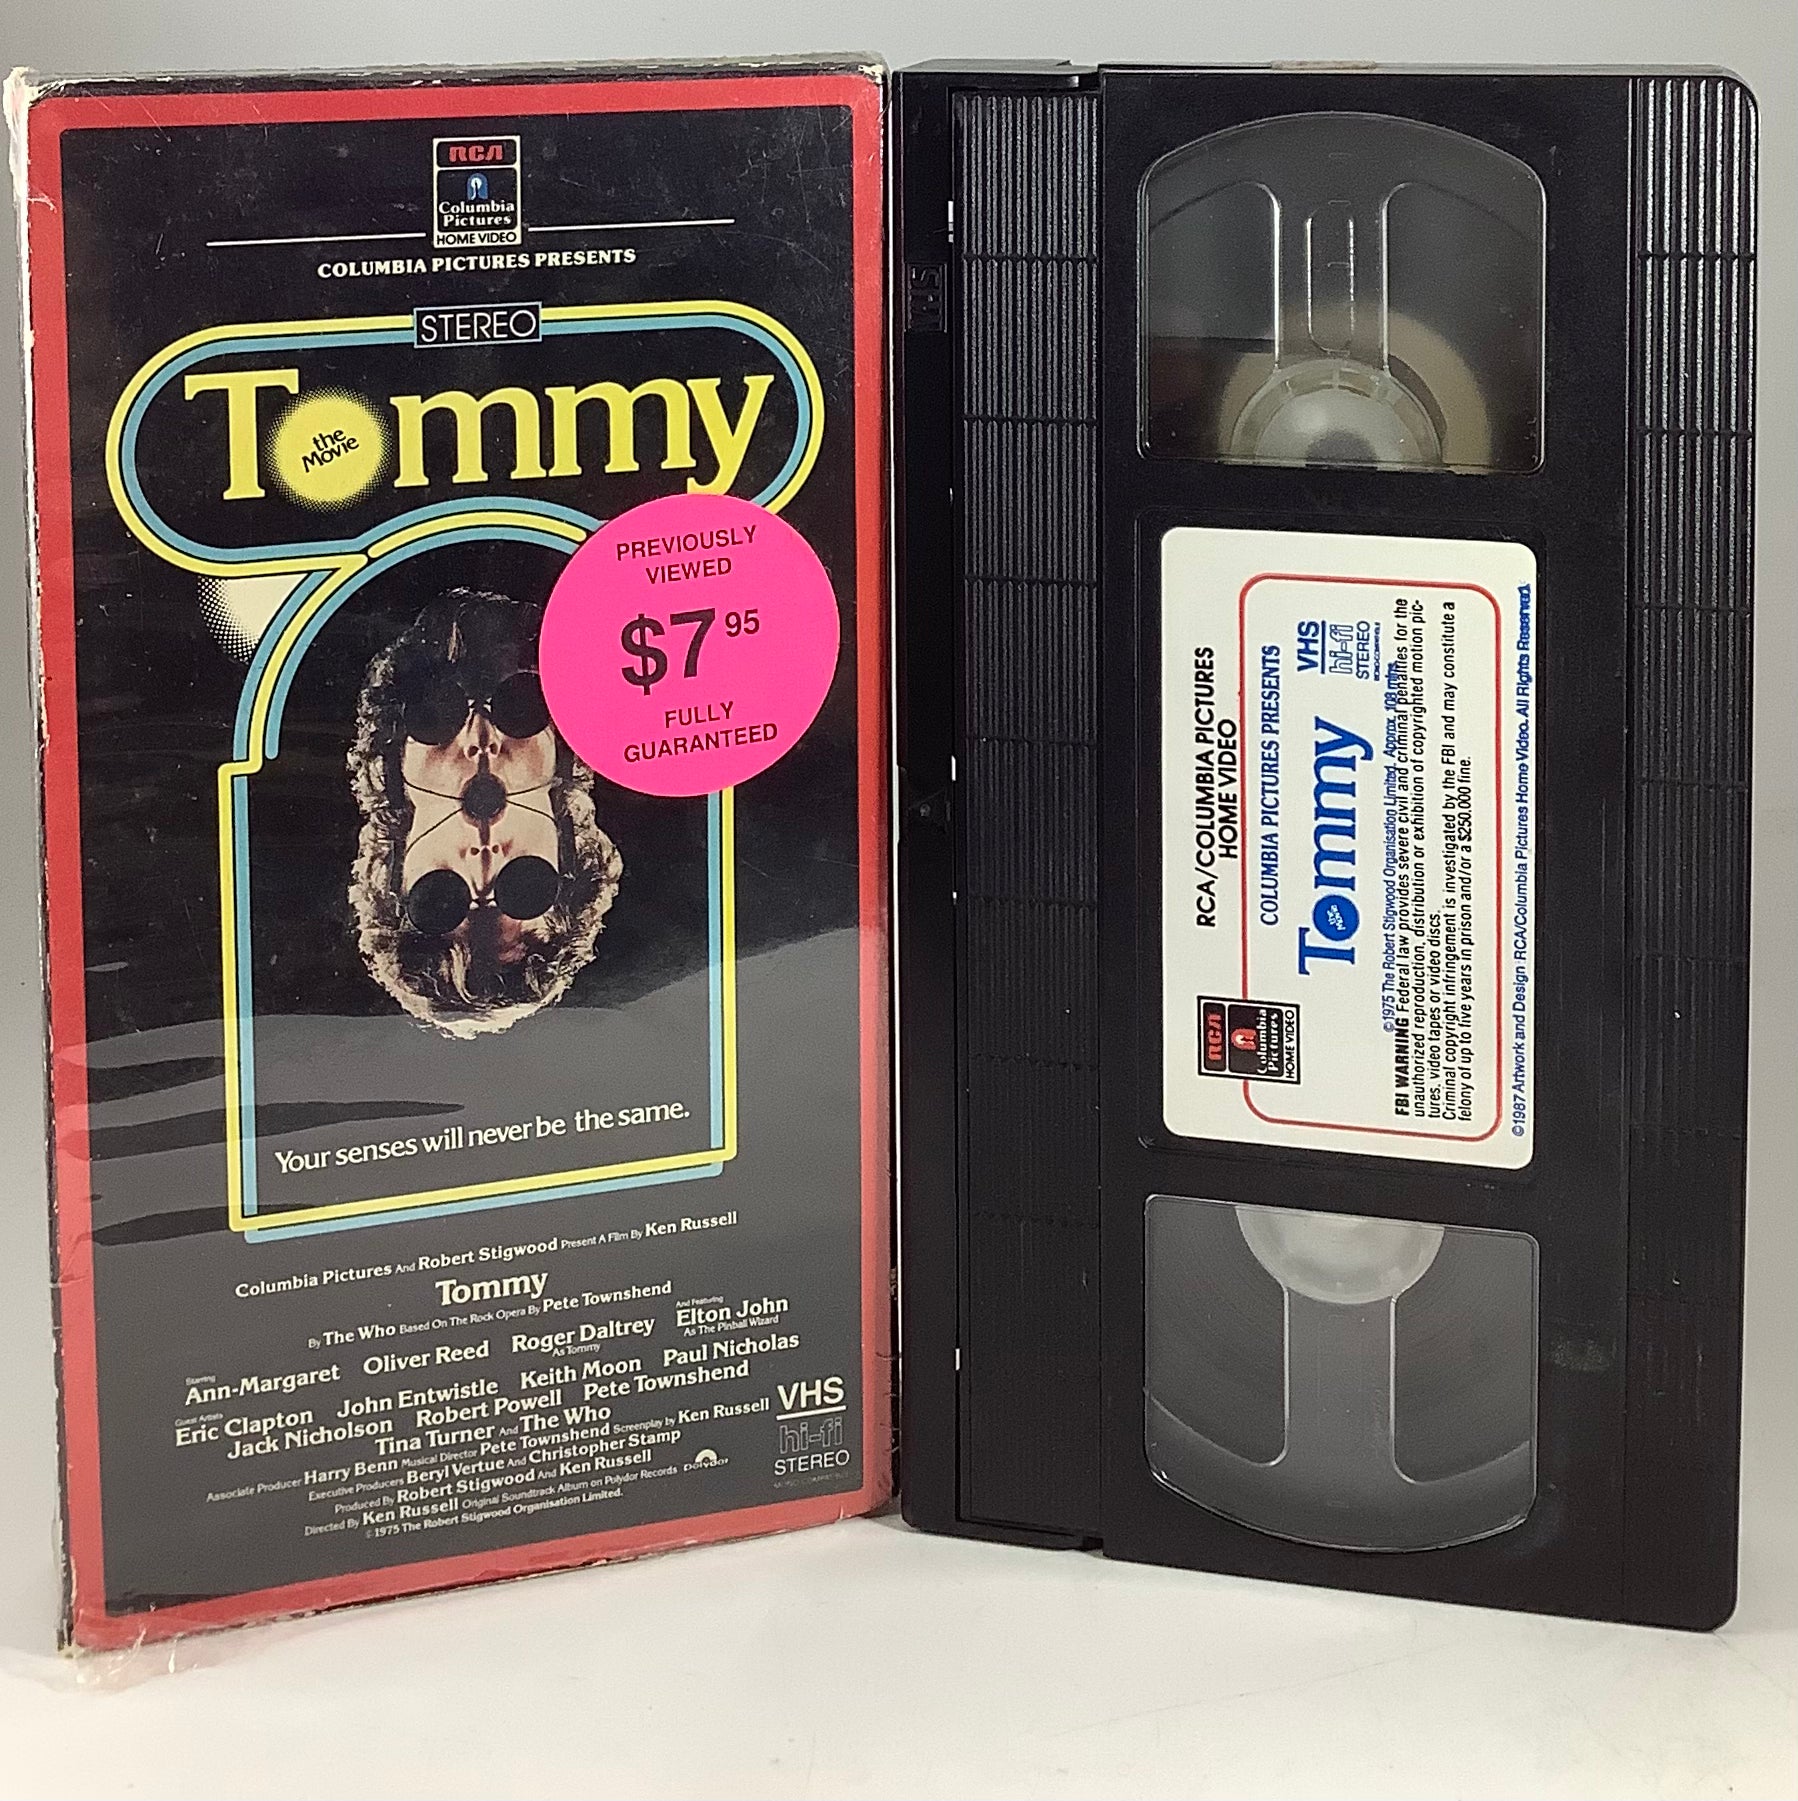 RCA
Columbia
Pictures
HOME VIDEO
COLUMBIA PICTURES PRESENTS
STEREO
Tommy
the
Movie
PREVIOUSLY
VIEWED
$7 95
FULLY
GUARANTEED
Your senses will never be the same.
Columbia Pictures And Robert Stigwood Present A Film By Ken Russell
Tommy
By The Who Based On The Rock Opera By Pete Townshend
Starring
Ann-Margaret Oliver Reed Roger Daltrey
As Tommy
And Featuring
Elton John
As The Pinball Wizard
Guest Artists
Eric Clapton John Entwistle Keith Moon Paul Nicholas
Jack Nicholson Robert Powell Pete Townshend
Tina Turner And The Who
Associate Producer Harry Benn Musical Director Pete Townshend Screenplay by Ken Russell
Executive Producers Beryl Vertue And Christopher Stamp
Produced By Robert Stigwood And Ken Russell
Directed By Ken Russell Original Soundtrack Album on Polydor Records
Polydor
©1975 The Robert Stigwood Organisation Limited.
VHS
hi-fi
STEREO
VHS
RCA/COLUMBIA PICTURES
HOME VIDEO
RCA
Columbia
Pictures
HOME VIDEO
COLUMBIA PICTURES PRESENTS
Tommy
the
Movie
VHS
hi-fi
STEREO
©1975 The Robert Stigwood Organisation Limited. Approx. 108 mins.
FBI WARNING Federal law provides severe civil and criminal penalties for the
unauthorized reproduction, distribution or exhibition of copyrighted motion pic-
tures, video tapes or video discs.
Criminal copyright infringement is investigated by the FBI and may constitute a
felony of up to five years in prison and/or a $250,000 fine.
©1987 Artwork and Design RCA/Columbia Pictures Home Video. All Rights Reserved.